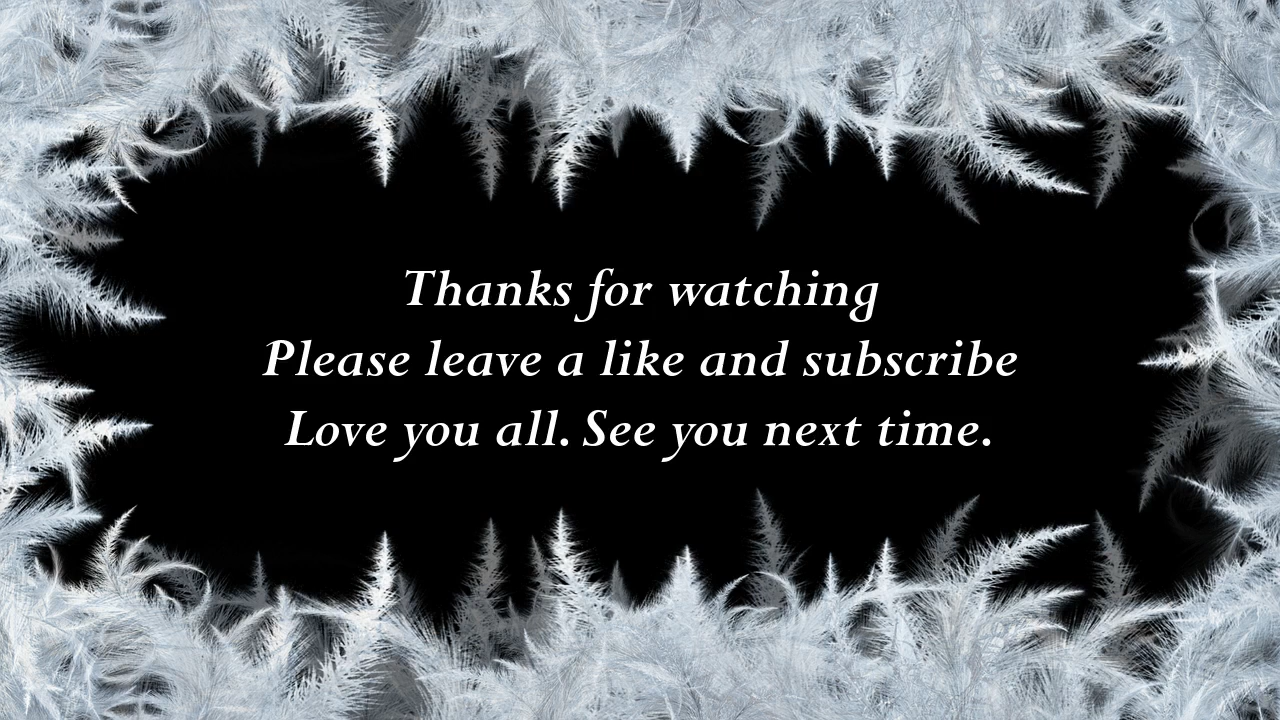 Thanks for watching
Please leave a like and subscribe
Love you all. See you next time.